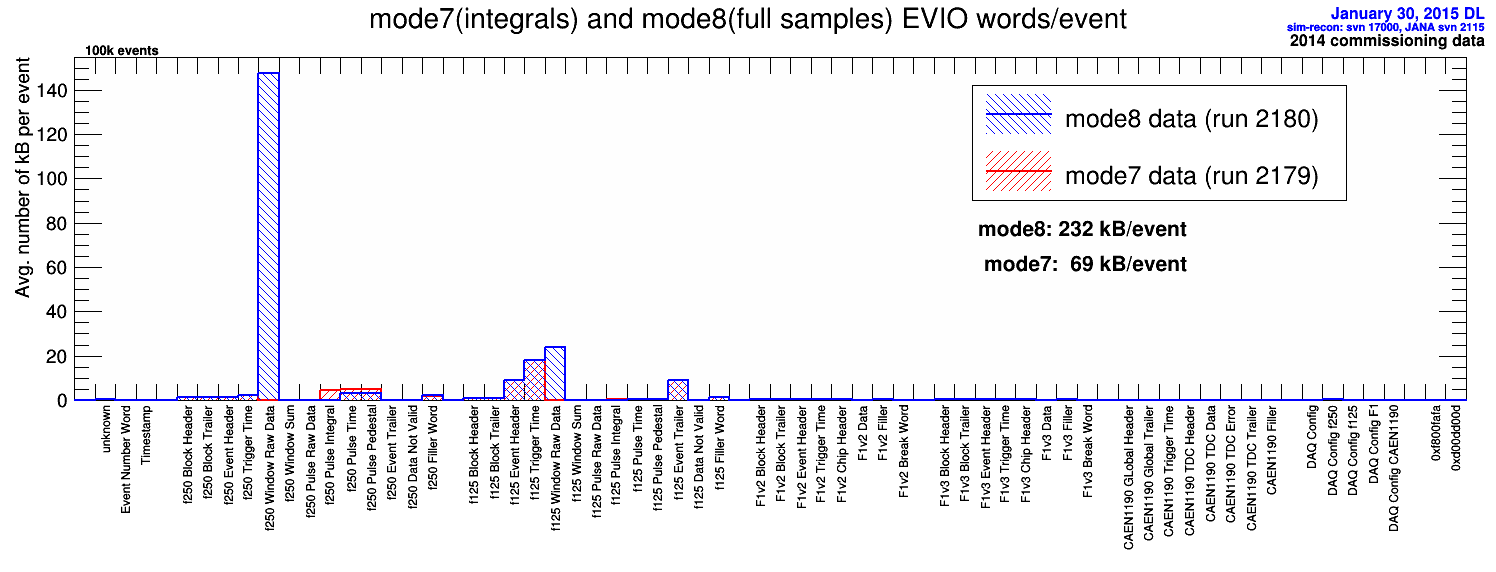 mode7(integrals) and mode8(full samples) EVIO words/event
January 30, 2015 DL
sim-recon: svn 17000, JANA svn 2115
2014 commissioning data
100k events
Avg. number of kB per event
140
120
100
80
60
40
20
0
mode8 data (run 2180)
mode7 data (run 2179)
mode8: 232 kB/event
mode7: 69 kB/event
unknown
Event Number Word
Timestamp
f250 Block Header
f250 Block Trailer
f250 Event Header
f250 Trigger Time
f250 Window Raw Data
f250 Window Sum
f250 Pulse Raw Data
f250 Pulse Integral
f250 Pulse Time
f250 Pulse Pedestal
f250 Event Trailer
f250 Data Not Valid
f250 Filler Word
f125 Block Header
f125 Block Trailer
f125 Event Header
f125 Trigger Time
f125 Window Raw Data
f125 Window Sum
f125 Pulse Raw Data
f125 Pulse Integral
f125 Pulse Time
f125 Pulse Pedestal
f125 Event Trailer
f125 Data Not Valid
f125 Filler Word
F1v2 Block Header
F1v2 Block Trailer
F1v2 Event Header
F1v2 Trigger Time
F1v2 Chip Header
F1v2 Data
F1v2 Filler
F1v2 Break Word
F1v3 Block Header
F1v3 Block Trailer
F1v3 Event Header
F1v3 Trigger Time
F1v3 Chip Header
F1v3 Data
F1v3 Filler
F1v3 Break Word
CAEN1190 GLobal Header
CAEN1190 Global Trailer
CAEN1190 Trigger Time
CAEN1190 TDC Header
CAEN1190 TDC Data
CAEN1190 TDC Error
CAEN1190 TDC Trailer
CAEN1190 Filler
DAQ Config
DAQ Config f250
DAQ Config f125
DAQ Config F1
DAQ Config CAEN1190
0xf800fafa
0xd00dd00d